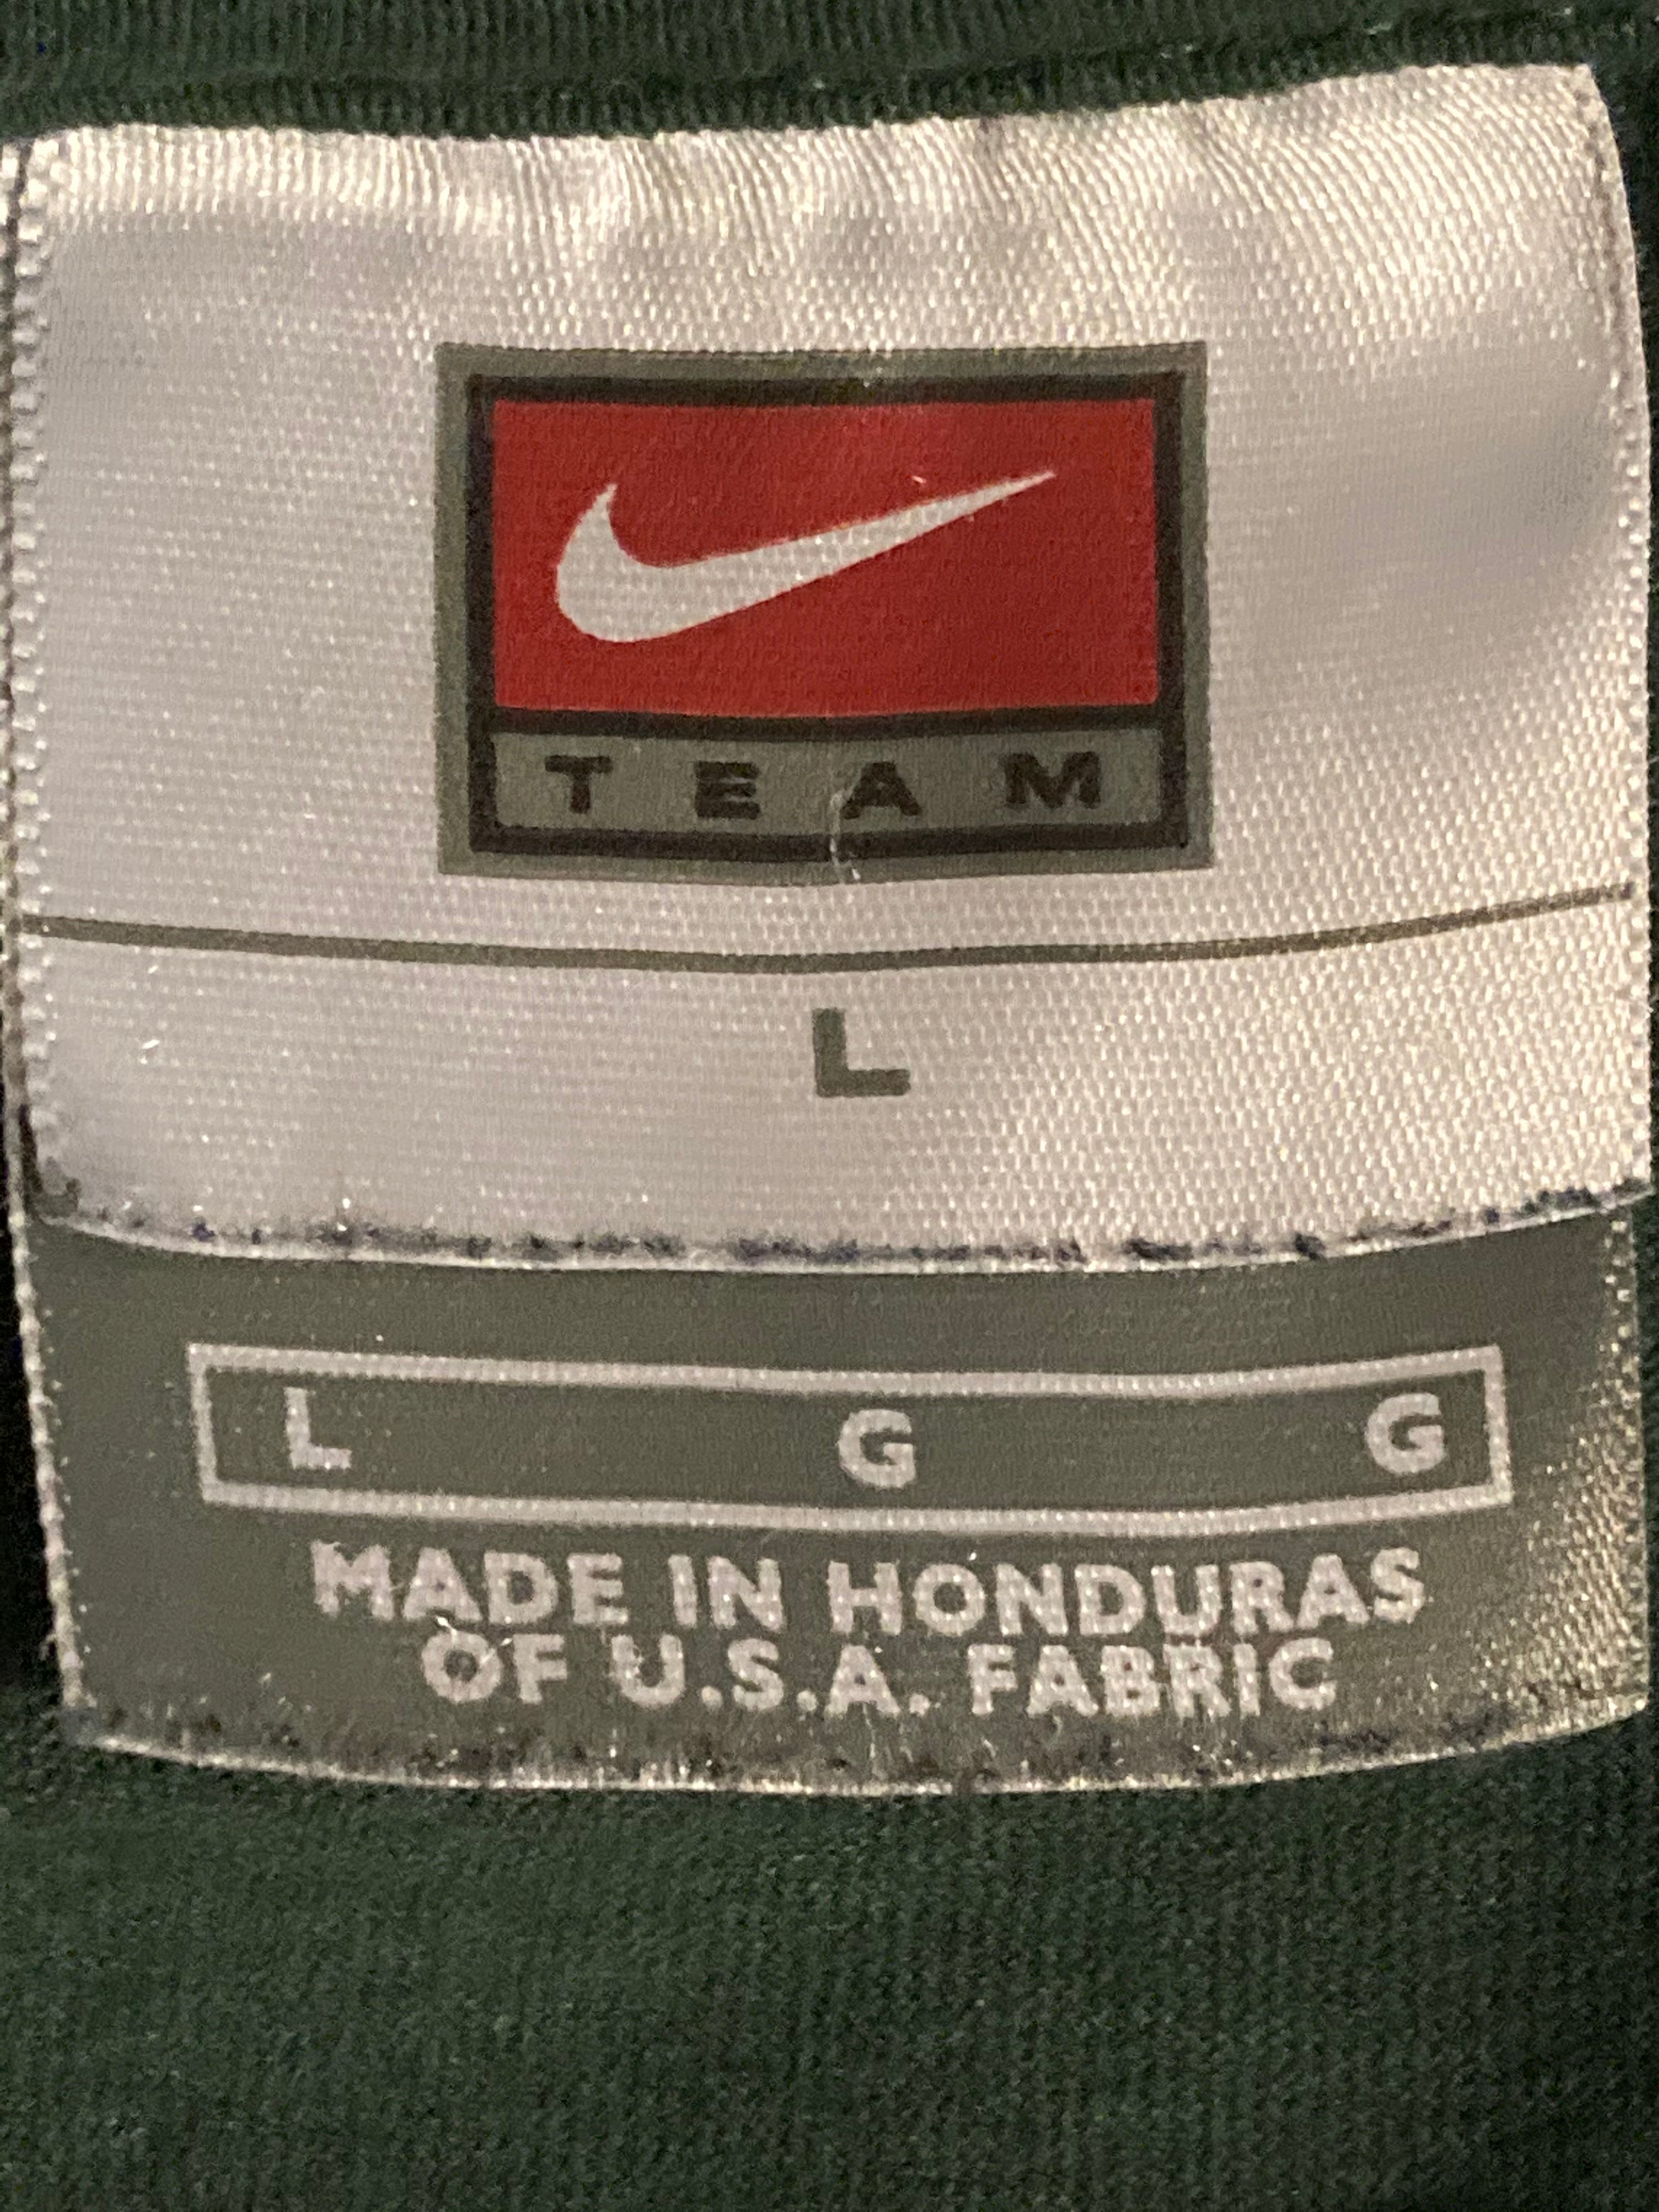 TEAM
L
L G G
MADE IN HONDURAS
OF U.S.A. FABRIC